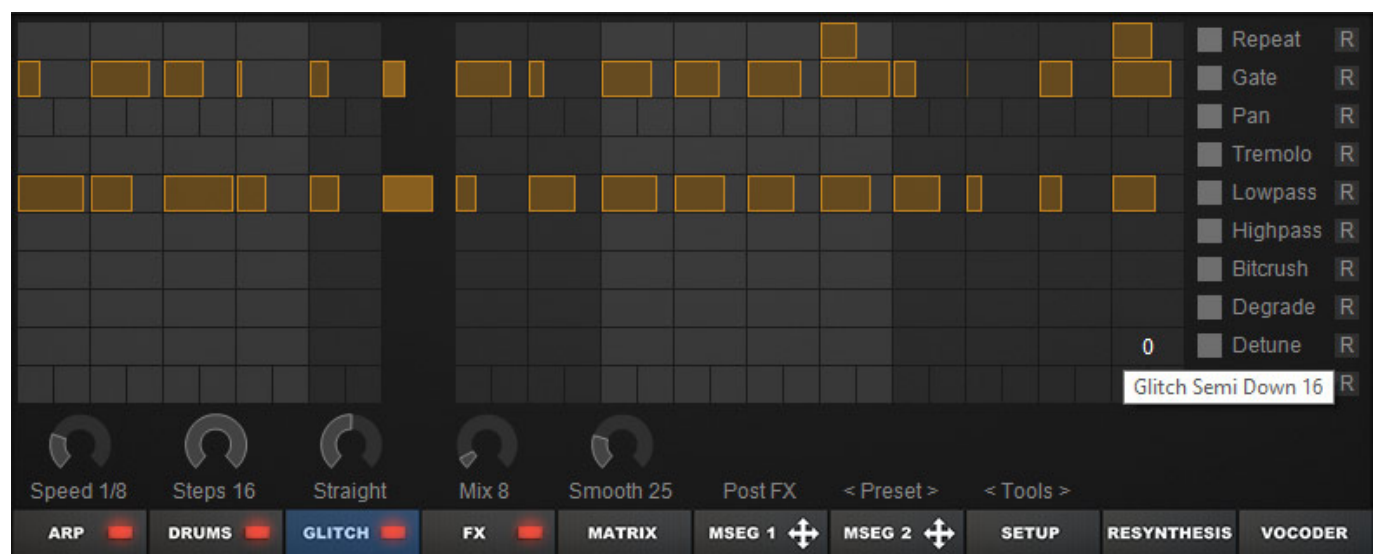 Repeat R
Gate R
Pan R
Tremolo R
Lowpass R
Highpass R
Bitcrush R
Degrade R
0 Detune R
Glitch Semi Down 16 R
Speed 1/8 Steps 16 Straight Mix 8 Smooth 25 Post FX < Preset > < Tools >
ARP DRUMS GLITCH FX MATRIX MSEG 1 MSEG 2 SETUP RESYNTHESIS VOCODER